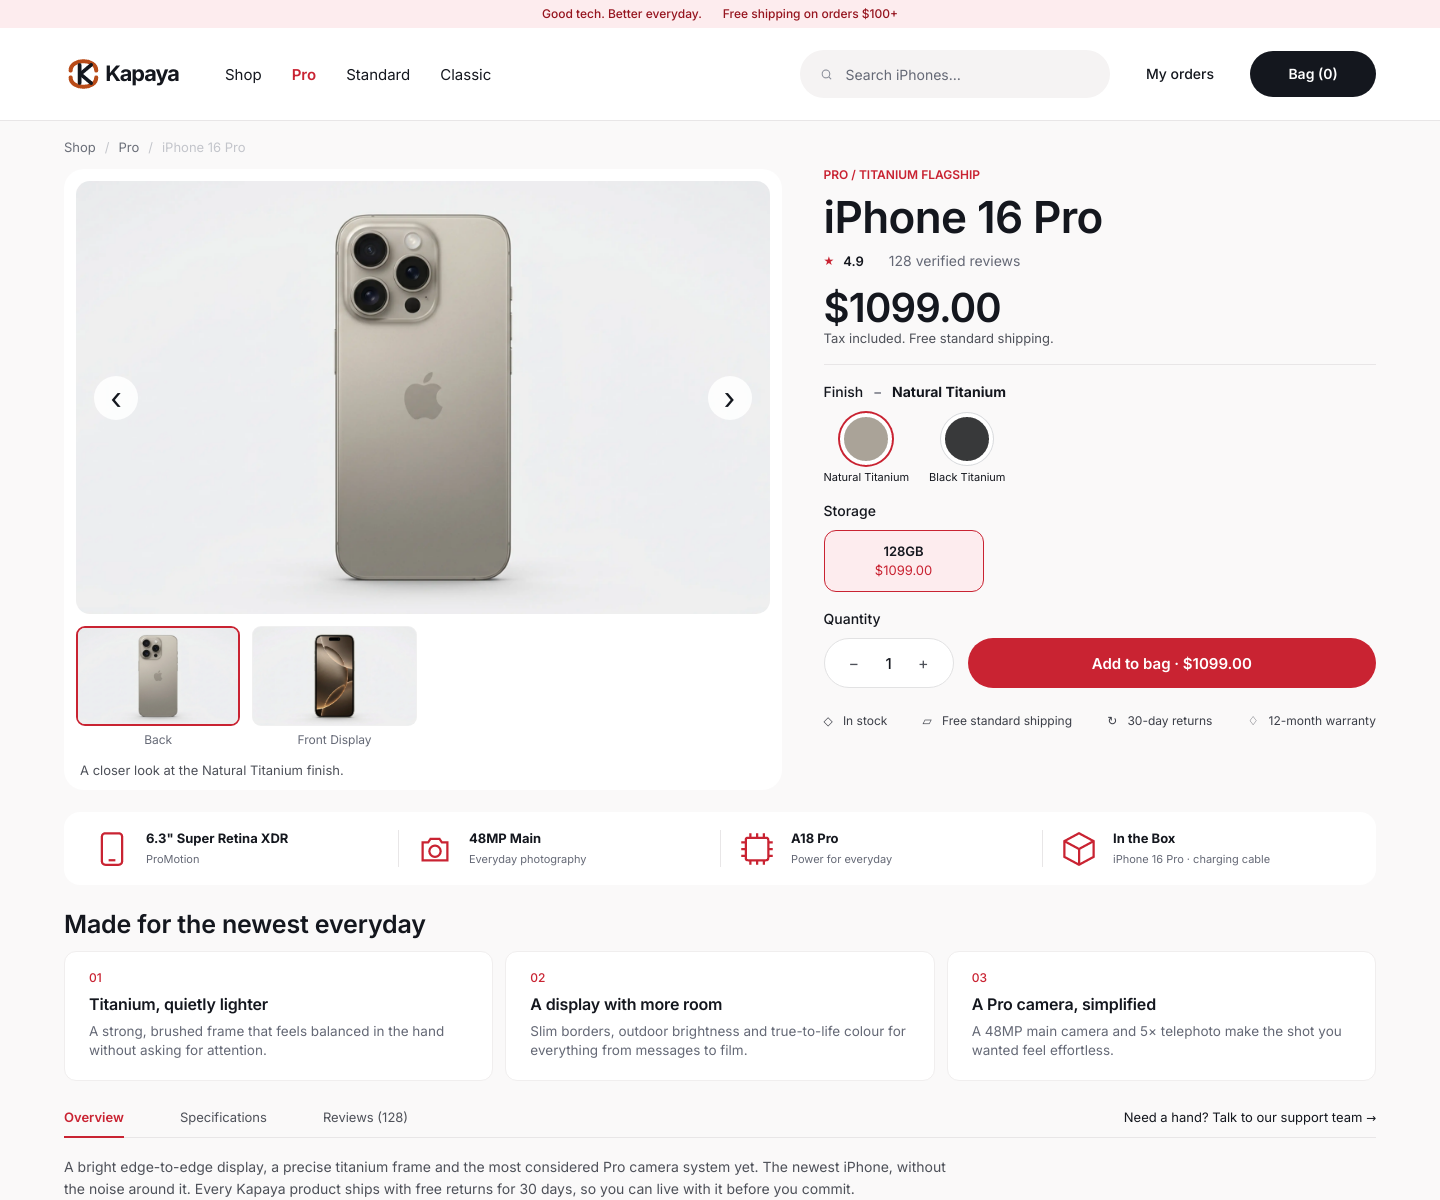 Good tech. Better everyday. Free shipping on orders $100+
Kapaya
Shop Pro Standard Classic
Search iPhones...
My orders
Bag (0)
Shop / Pro / iPhone 16 Pro
PRO / TITANIUM FLAGSHIP
iPhone 16 Pro
★ 4.9 128 verified reviews
$1099.00
Tax included. Free standard shipping.
Finish – Natural Titanium
Natural Titanium Black Titanium
Storage
128GB
$1099.00
Quantity
− 1 +
Add to bag · $1099.00
In stock Free standard shipping 30-day returns 12-month warranty
Back Front Display
A closer look at the Natural Titanium finish.
6.3" Super Retina XDR
ProMotion
48MP Main
Everyday photography
A18 Pro
Power for everyday
In the Box
iPhone 16 Pro · charging cable
Made for the newest everyday
01
Titanium, quietly lighter
A strong, brushed frame that feels balanced in the hand
without asking for attention.
02
A display with more room
Slim borders, outdoor brightness and true-to-life colour for
everything from messages to film.
03
A Pro camera, simplified
A 48MP main camera and 5× telephoto make the shot you
wanted feel effortless.
Overview Specifications Reviews (128)
Need a hand? Talk to our support team →
A bright edge-to-edge display, a precise titanium frame and the most considered Pro camera system yet. The newest iPhone, without
the noise around it. Every Kapaya product ships with free returns for 30 days, so you can live with it before you commit.